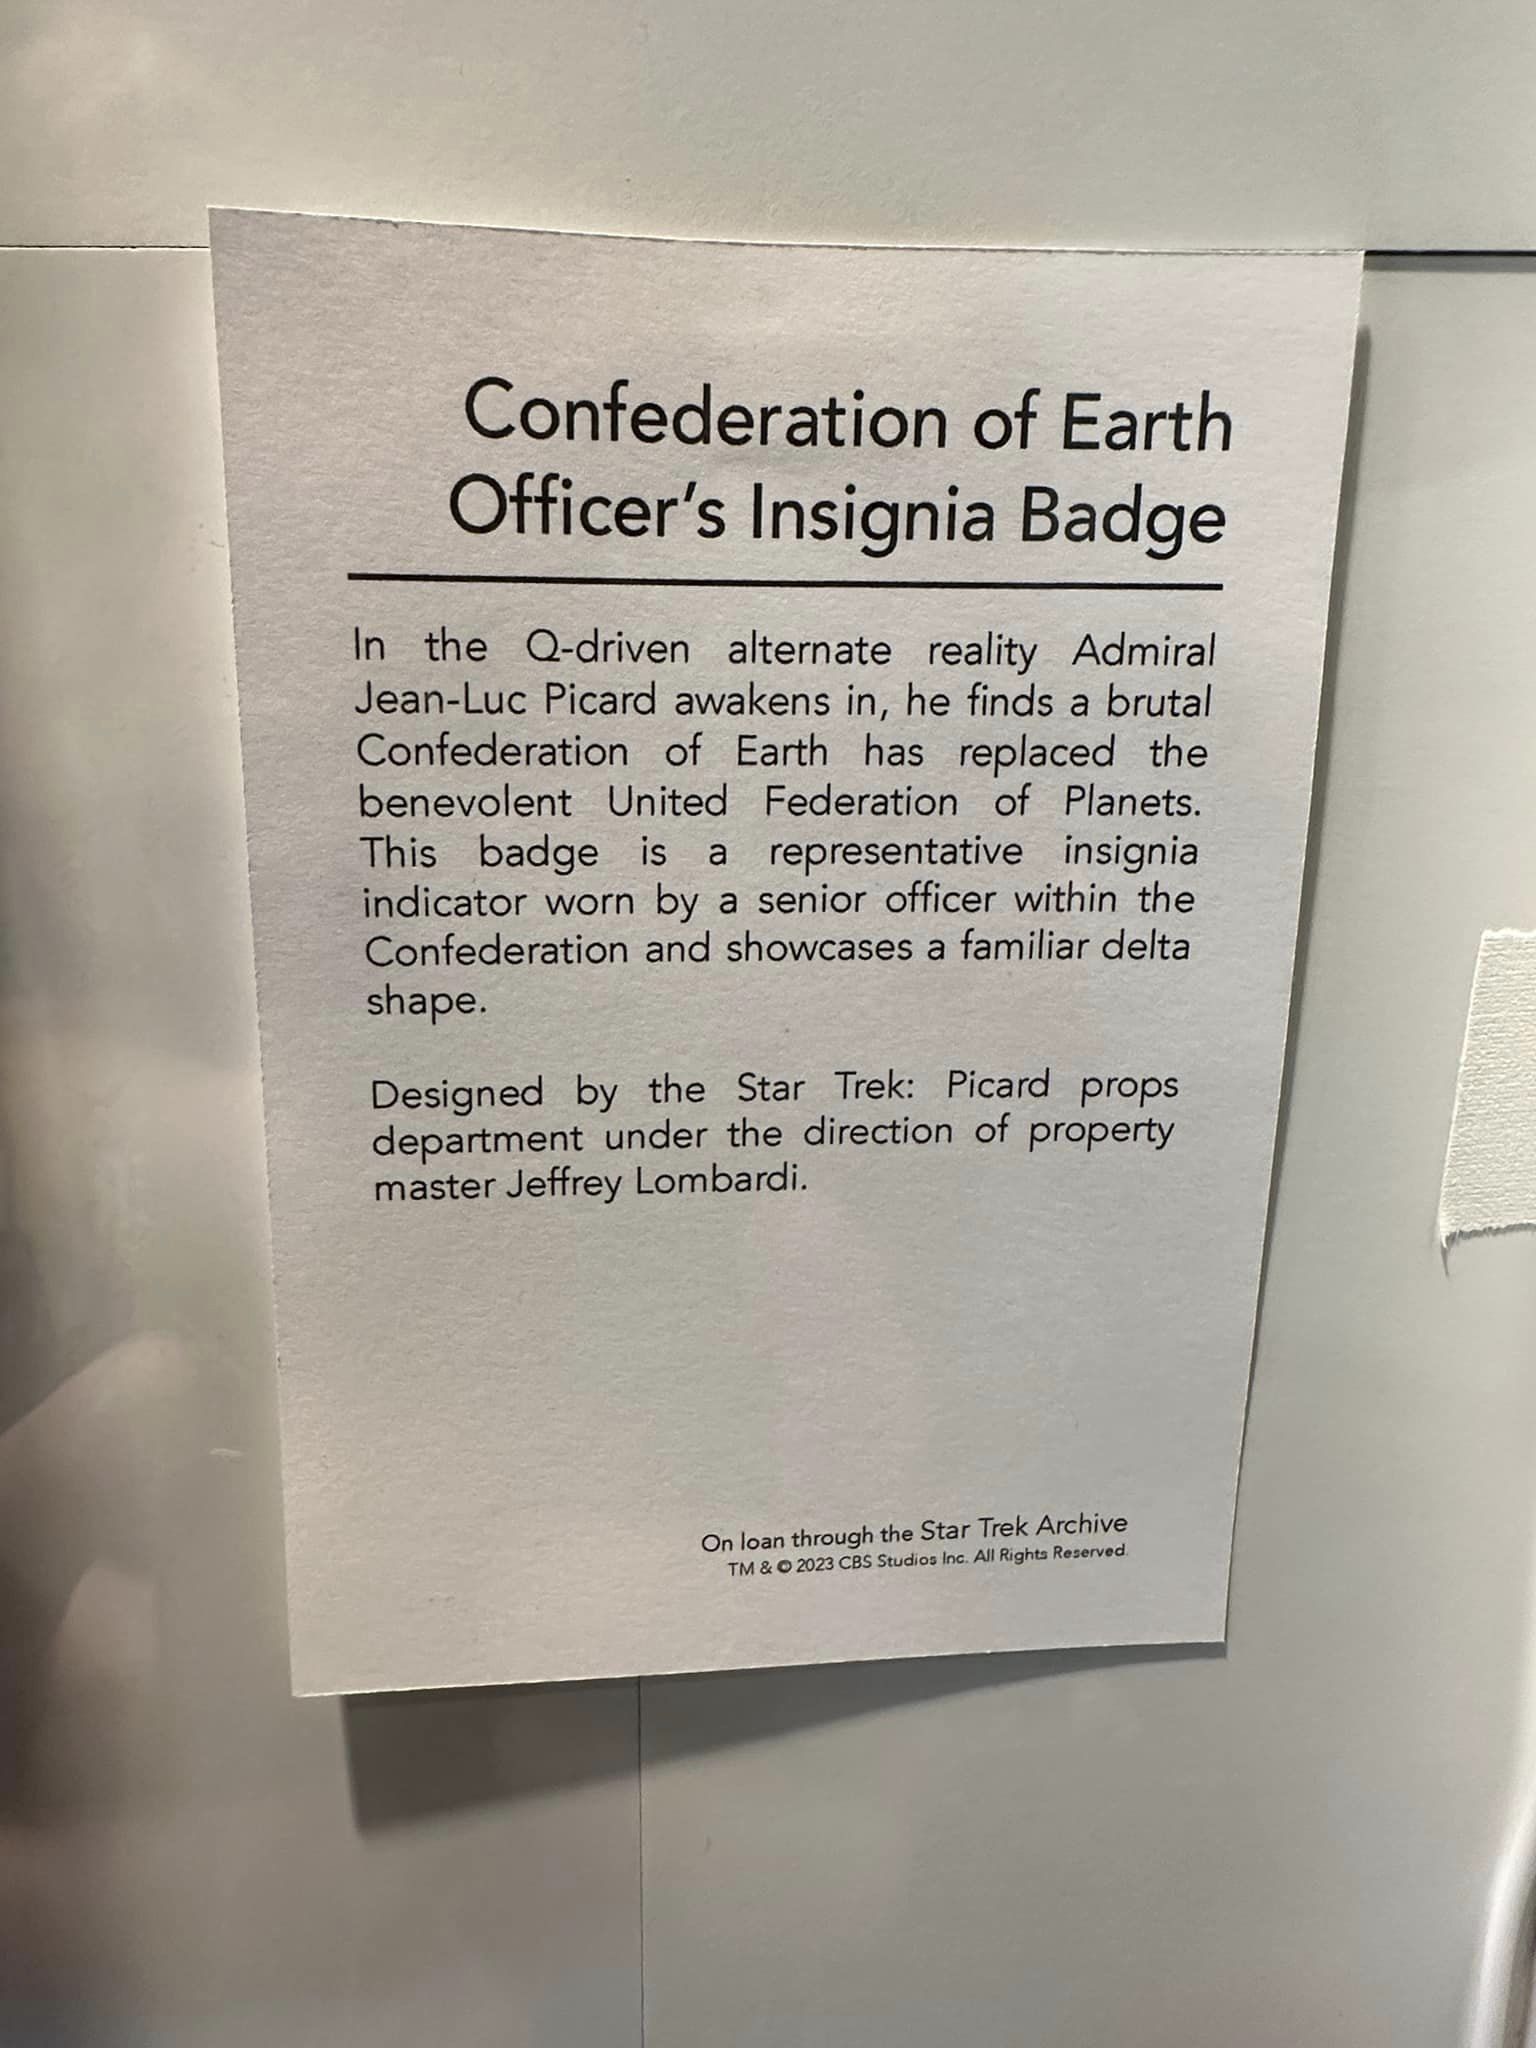 Confederation of Earth
Officer’s Insignia Badge
In the Q-driven alternate reality Admiral
Jean-Luc Picard awakens in, he finds a brutal
Confederation of Earth has replaced the
benevolent United Federation of Planets.
This badge is a representative insignia
indicator worn by a senior officer within the
Confederation and showcases a familiar delta
shape.
Designed by the Star Trek: Picard props
department under the direction of property
master Jeffrey Lombardi.
On loan through the Star Trek Archive
TM & © 2023 CBS Studios Inc. All Rights Reserved.